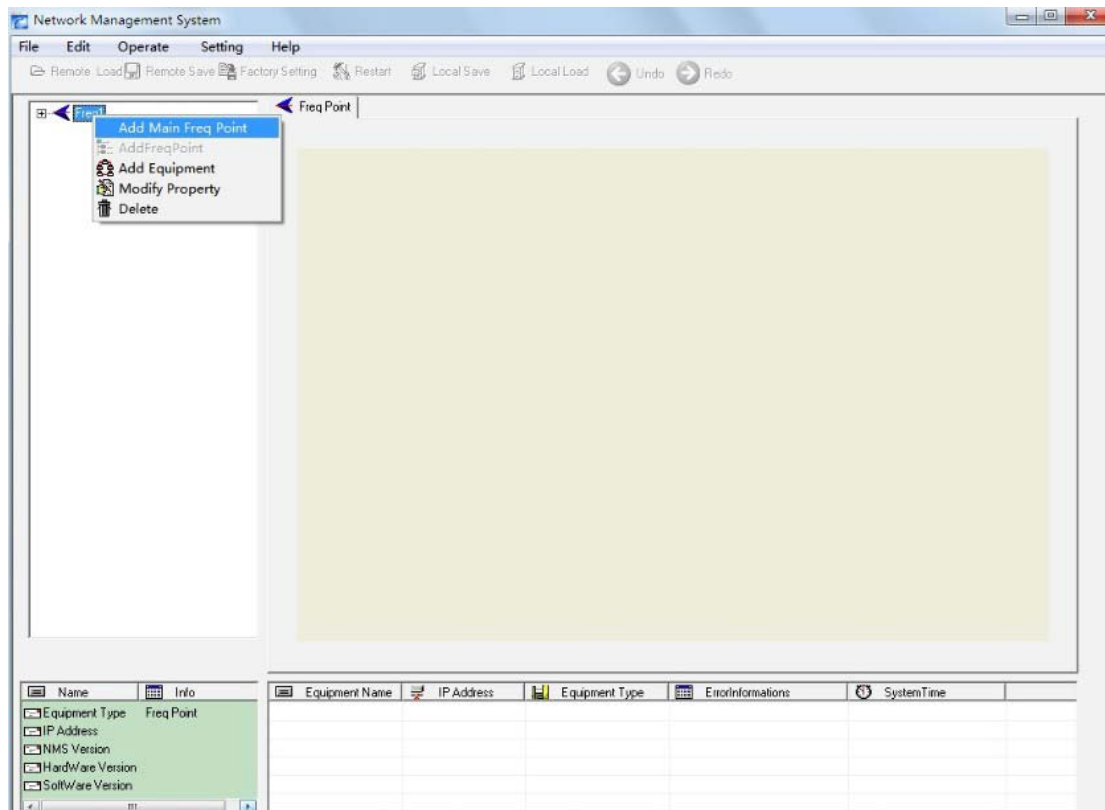 Network Management System
File Edit Operate Setting Help
Remote Load Remote Save Factory Setting Restart Local Save Local Load Undo Redo
Freq1 Freq Point
Add Main Freq Point
AddFreqPoint
Add Equipment
Modify Property
Delete
Name Info Equipment Name IP Address Equipment Type ErrorInformations SystemTime
Equipment Type Freq Point
IP Address
NMS Version
HardWare Version
SoftWare Version